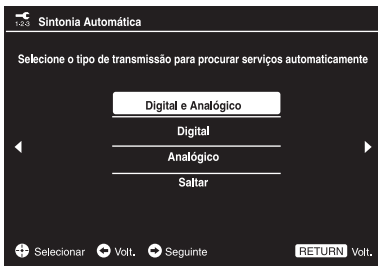 1-2-3 Sintonia Automática
Selecione o tipo de transmissão para procurar serviços automaticamente
Digital e Analógico
Digital
Analógico
Saltar
Selecionar Volt. Seguinte RETURN Volt.